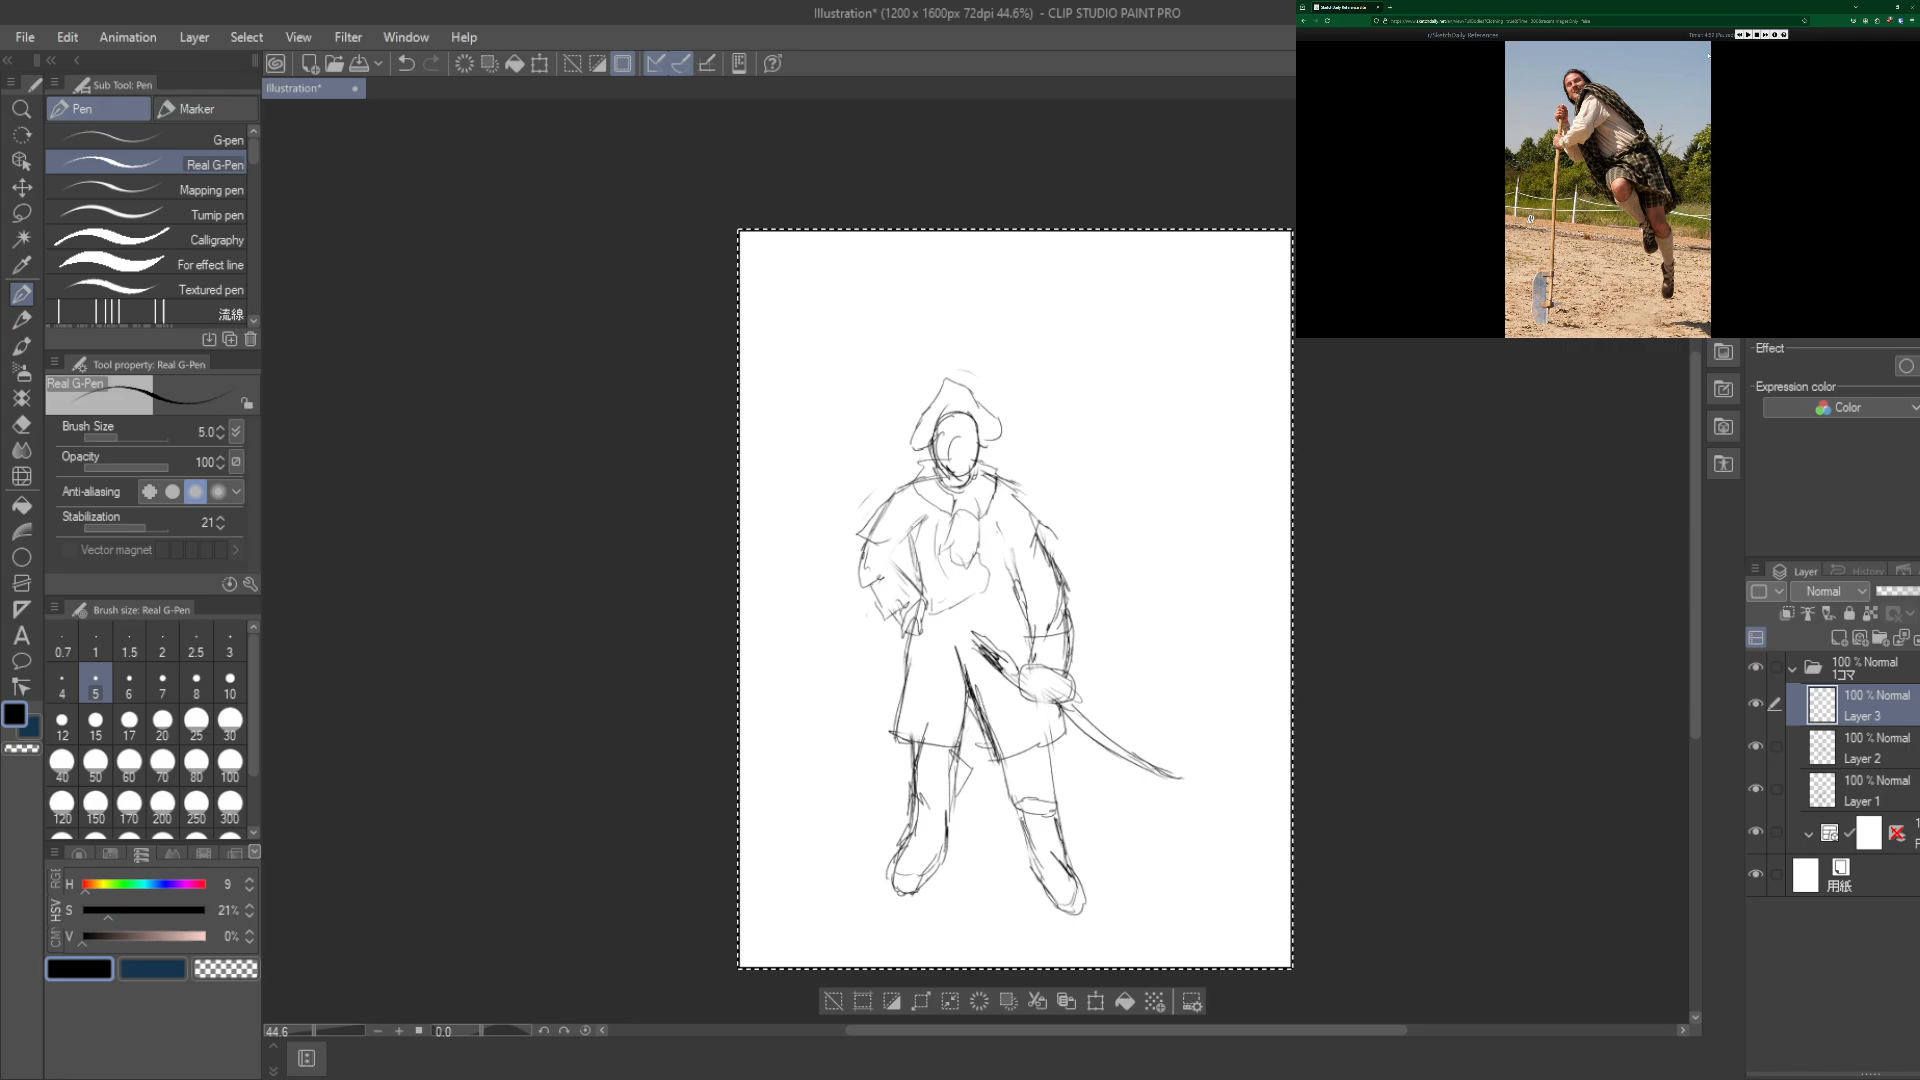 Illustration* (1200 x 1600px 72dpi 44.6%) - CLIP STUDIO PAINT PRO
File Edit Animation Layer Select View Filter Window Help
r/SketchDaily References
Sub Tool: Pen
Illustration*
Pen
Marker
G-pen
Real G-Pen
Mapping pen
Turnip pen
Calligraphy
For effect line
Textured pen
流線
Tool property: Real G-Pen
Real G-Pen
Brush Size 5.0
Opacity 100
Anti-aliasing
Stabilization 21
Vector magnet
Brush size: Real G-Pen
0.7 1 1.5 2 2.5 3
4 5 6 7 8 10
12 15 17 20 25 30
40 50 60 70 80 100
120 150 170 200 250 300
RGB
HSV
H 9
S 21%
V 0%
44.6
0.0
Effect
Expression color
Color
Layer
History
Normal
100 % Normal
1コマ
100 % Normal
Layer 3
100 % Normal
Layer 2
100 % Normal
Layer 1
用紙